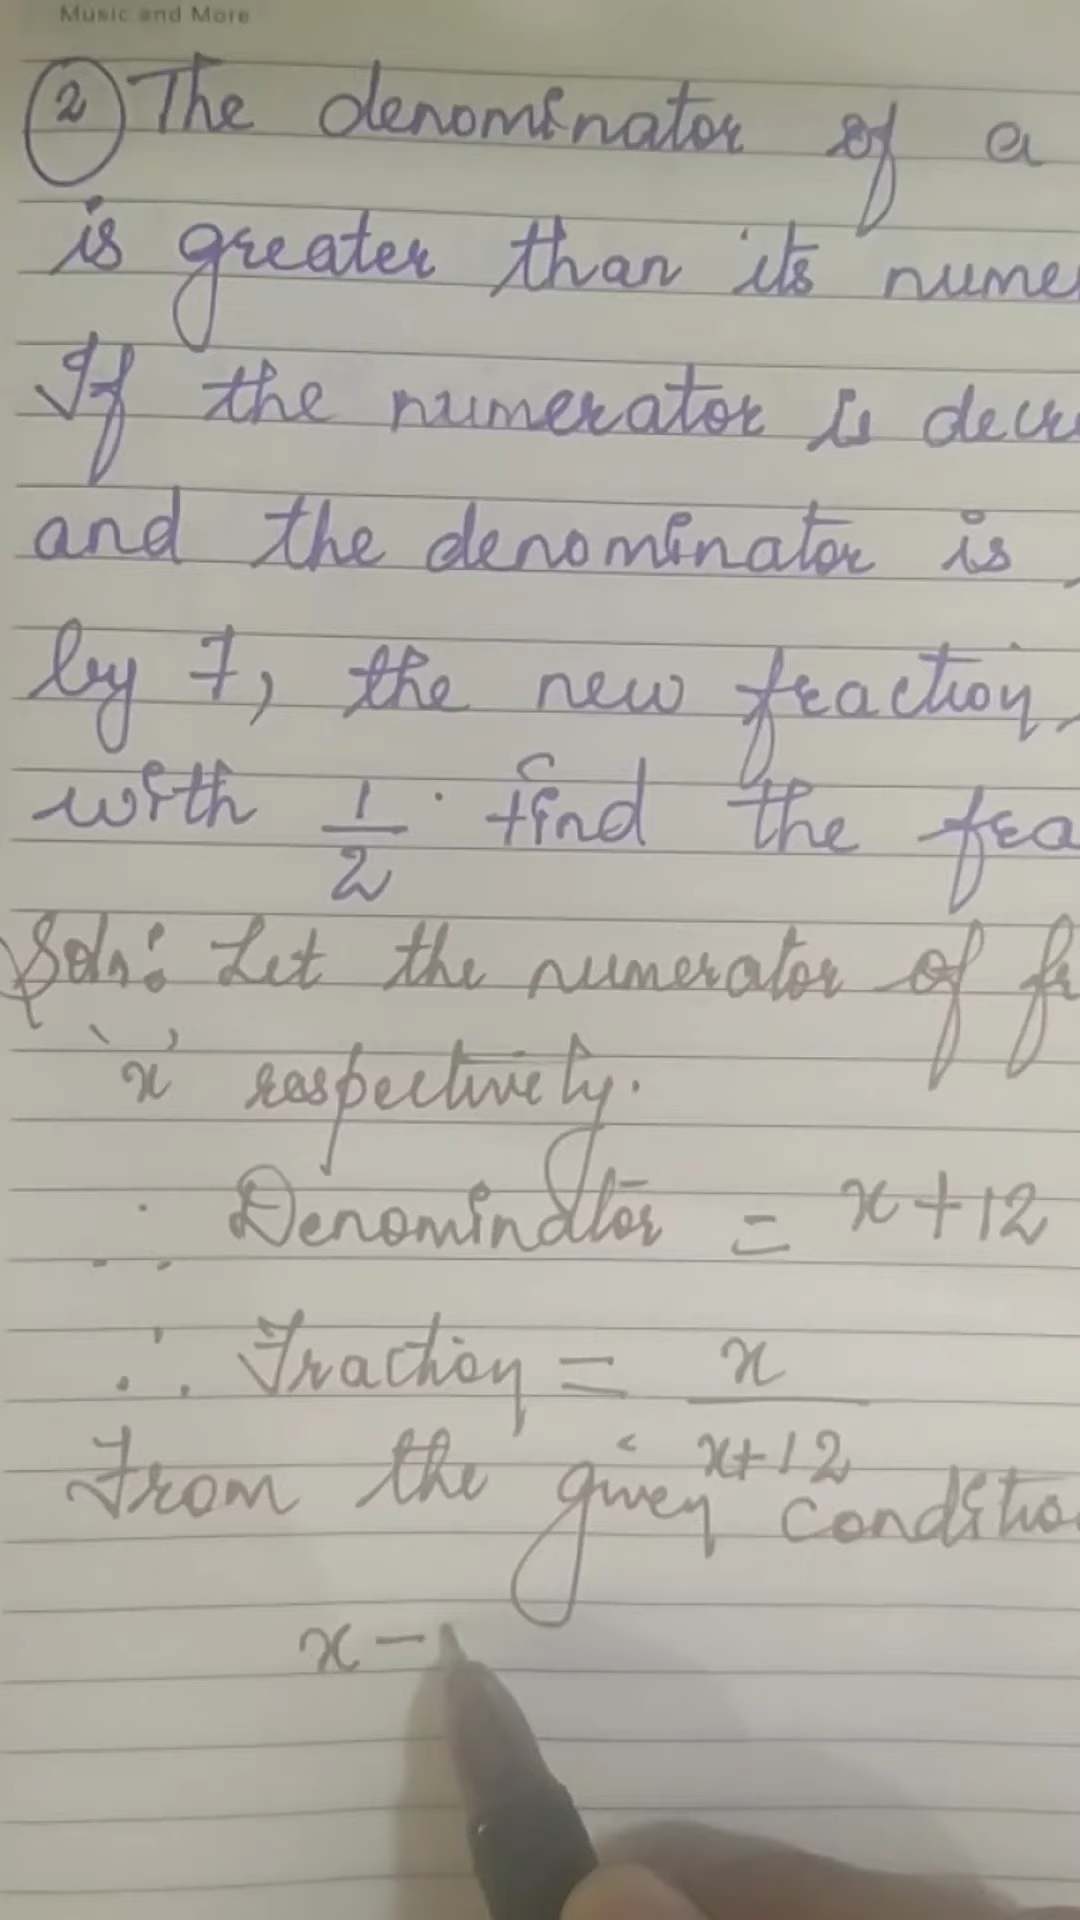 Music and More
② The denominator of a
is greater than its nume
If the numerator is decr
and the denominator is
by 7, the new fraction
with 1/2. find the fra
Soln: Let the numerator of fr
'x' respectively.
∴ Denominator = x+12
∴ Fraction = x/x+12
From the given conditio
x -